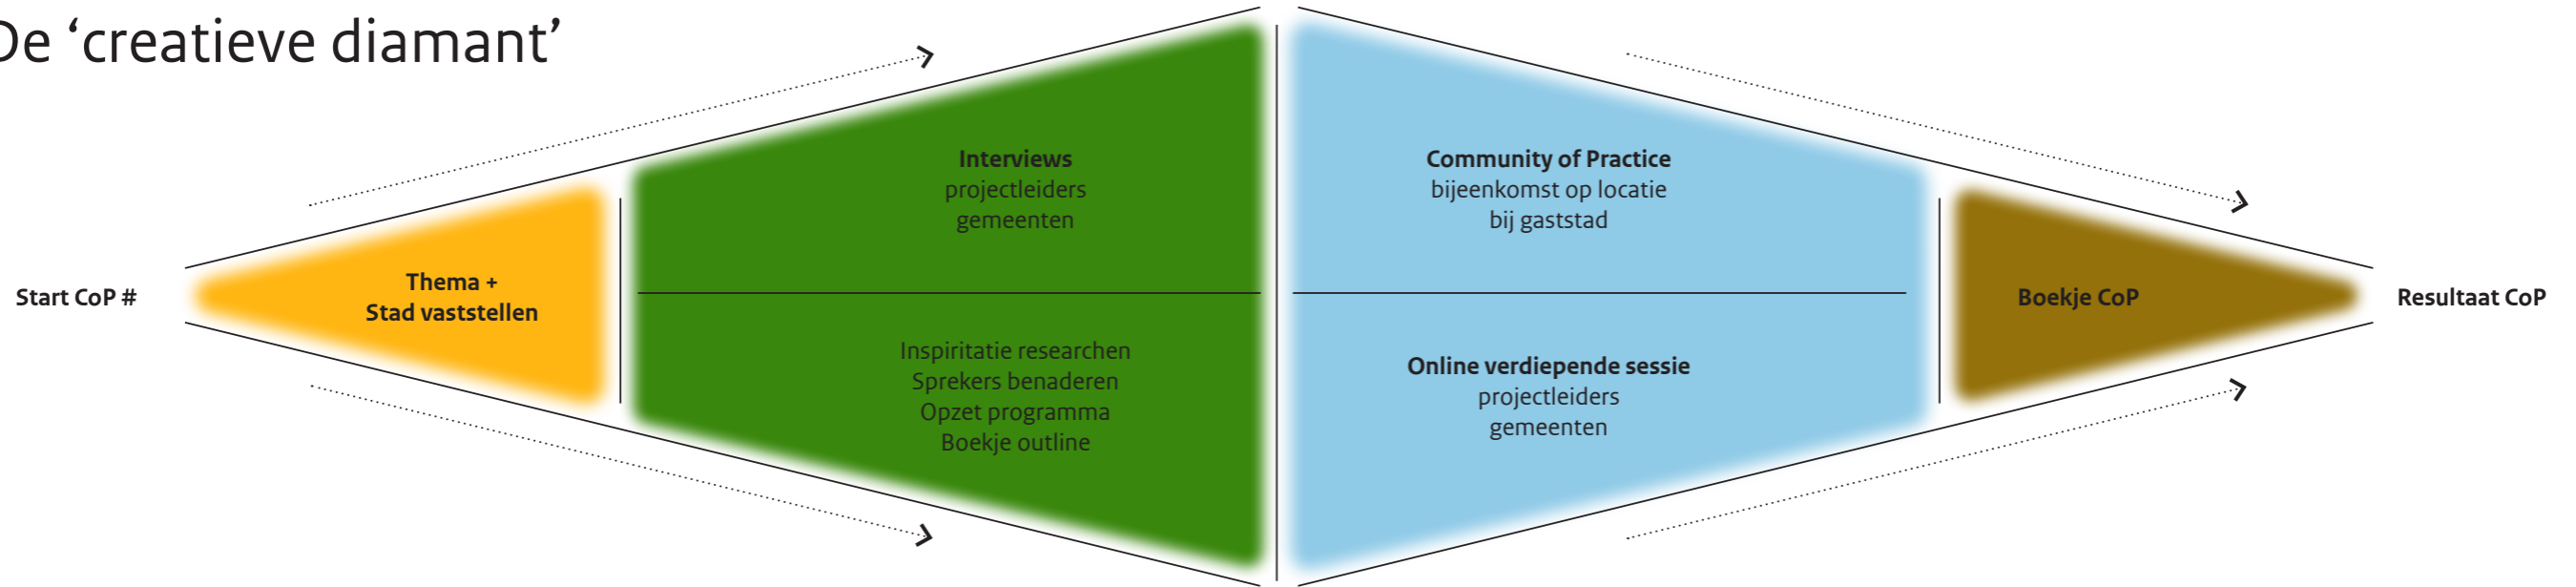 De ‘creatieve diamant’
Start CoP #
Thema +
Stad vaststellen
Interviews
projectleiders
gemeenten
Inspiritatie researchen
Sprekers benaderen
Opzet programma
Boekje outline
Community of Practice
bijeenkomst op locatie
bij gaststad
Online verdiepende sessie
projectleiders
gemeenten
Boekje CoP
Resultaat CoP